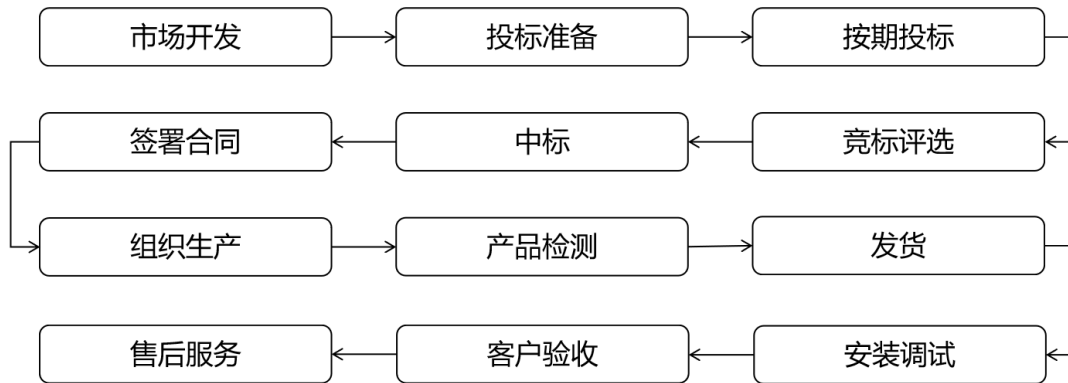 市场开发
投标准备
按期投标
签署合同
中标
竞标评选
组织生产
产品检测
发货
售后服务
客户验收
安装调试